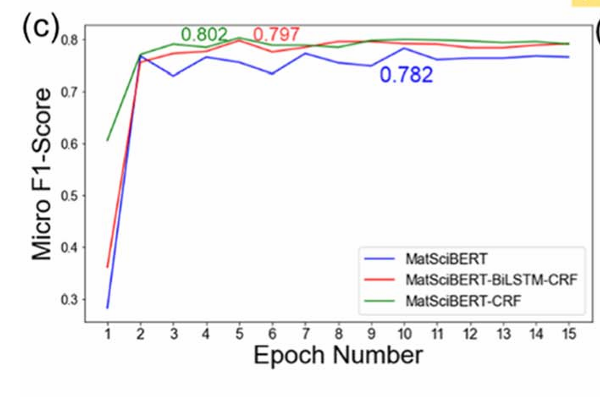 (c)
0.802 0.797
0.8
0.7
0.6
0.5
0.4
0.3
0.782
Micro F1-Score
MatSciBERT
MatSciBERT-BiLSTM-CRF
MatSciBERT-CRF
1 2 3 4 5 6 7 8 9 10 11 12 13 14 15
Epoch Number